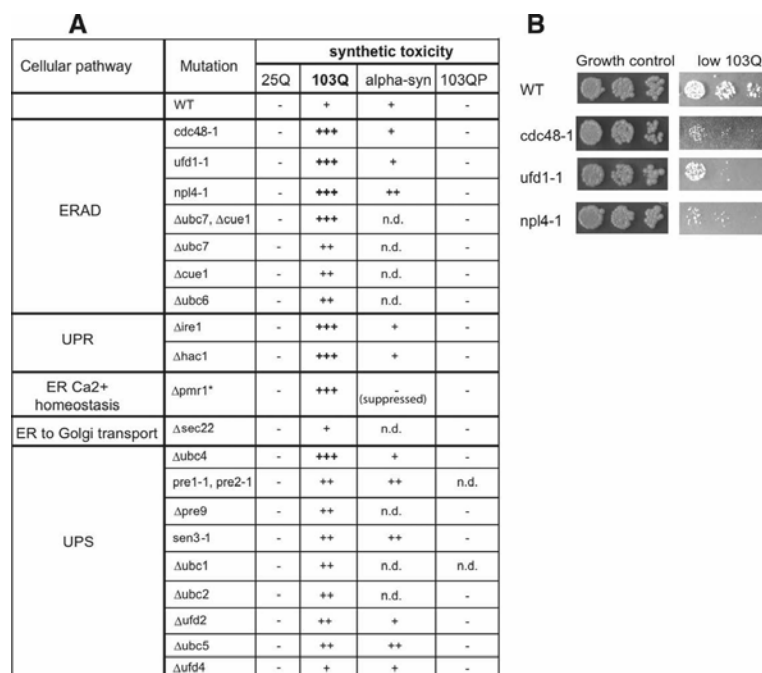 A
Cellular pathway Mutation synthetic toxicity
25Q 103Q alpha-syn 103QP
WT - + + -
ERAD
cdc48-1 - +++ + -
ufd1-1 - +++ + -
npl4-1 - +++ ++ -
Δubc7, Δcue1 - +++ n.d. -
Δubc7 - ++ n.d. -
Δcue1 - ++ n.d. -
Δubc6 - ++ n.d. -
UPR
Δire1 - +++ + -
Δhac1 - +++ + -
ER Ca2+
homeostasis
Δpmr1* - +++ - -
(suppressed)
ER to Golgi transport Δsec22 - + n.d. -
UPS
Δubc4 - +++ + -
pre1-1, pre2-1 - ++ ++ n.d.
Δpre9 - ++ n.d. -
sen3-1 - ++ ++ -
Δubc1 - ++ n.d. n.d.
Δubc2 - ++ n.d. -
Δufd2 - ++ + -
Δubc5 - ++ ++ -
Δufd4 - + + -
B
Growth control low 103Q
WT
cdc48-1
ufd1-1
npl4-1